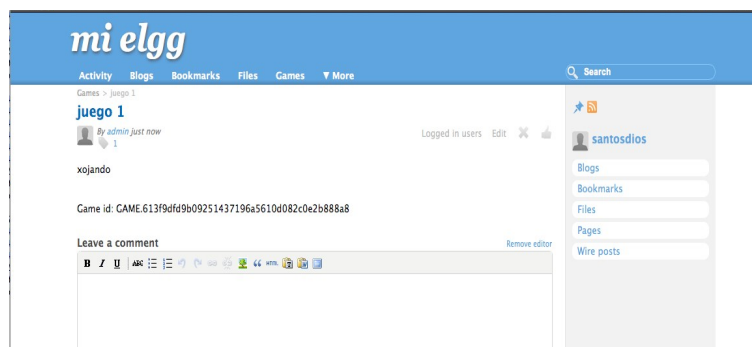 mi elgg
Activity Blogs Bookmarks Files Games ▼ More
Search
Games > juego 1
juego 1
By admin just now
1
Logged in users Edit
xojando
Game id: GAME.613f9dfd9b09251437196a5610d082c0e2b888a8
Leave a comment
Remove editor
B I U ABC HTML
santosdios
Blogs
Bookmarks
Files
Pages
Wire posts